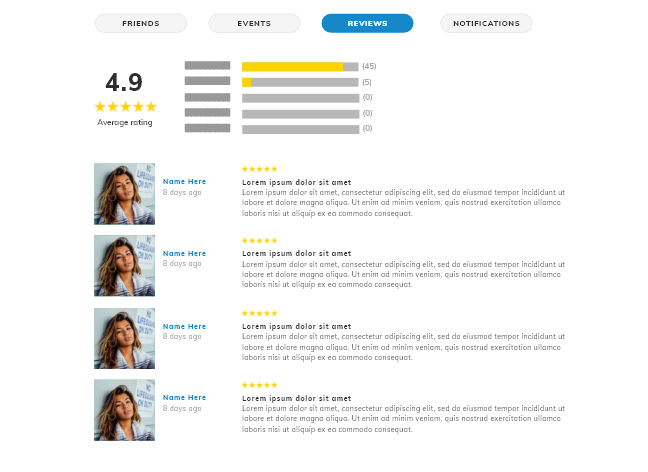 FRIENDS EVENTS REVIEWS NOTIFICATIONS
4.9
Average rating
(45)
(5)
(0)
(0)
(0)
Name Here
8 days ago
Lorem ipsum dolor sit amet
Lorem ipsum dolor sit amet, consectetur adipiscing elit, sed do eiusmod tempor incididunt ut
labore et dolore magna aliqua. Ut enim ad minim veniam, quis nostrud exercitation ullamco
laboris nisi ut aliquip ex ea commodo consequat.
Name Here
8 days ago
Lorem ipsum dolor sit amet
Lorem ipsum dolor sit amet, consectetur adipiscing elit, sed do eiusmod tempor incididunt ut
labore et dolore magna aliqua. Ut enim ad minim veniam, quis nostrud exercitation ullamco
laboris nisi ut aliquip ex ea commodo consequat.
Name Here
8 days ago
Lorem ipsum dolor sit amet
Lorem ipsum dolor sit amet, consectetur adipiscing elit, sed do eiusmod tempor incididunt ut
labore et dolore magna aliqua. Ut enim ad minim veniam, quis nostrud exercitation ullamco
laboris nisi ut aliquip ex ea commodo consequat.
Name Here
8 days ago
Lorem ipsum dolor sit amet
Lorem ipsum dolor sit amet, consectetur adipiscing elit, sed do eiusmod tempor incididunt ut
labore et dolore magna aliqua. Ut enim ad minim veniam, quis nostrud exercitation ullamco
laboris nisi ut aliquip ex ea commodo consequat.